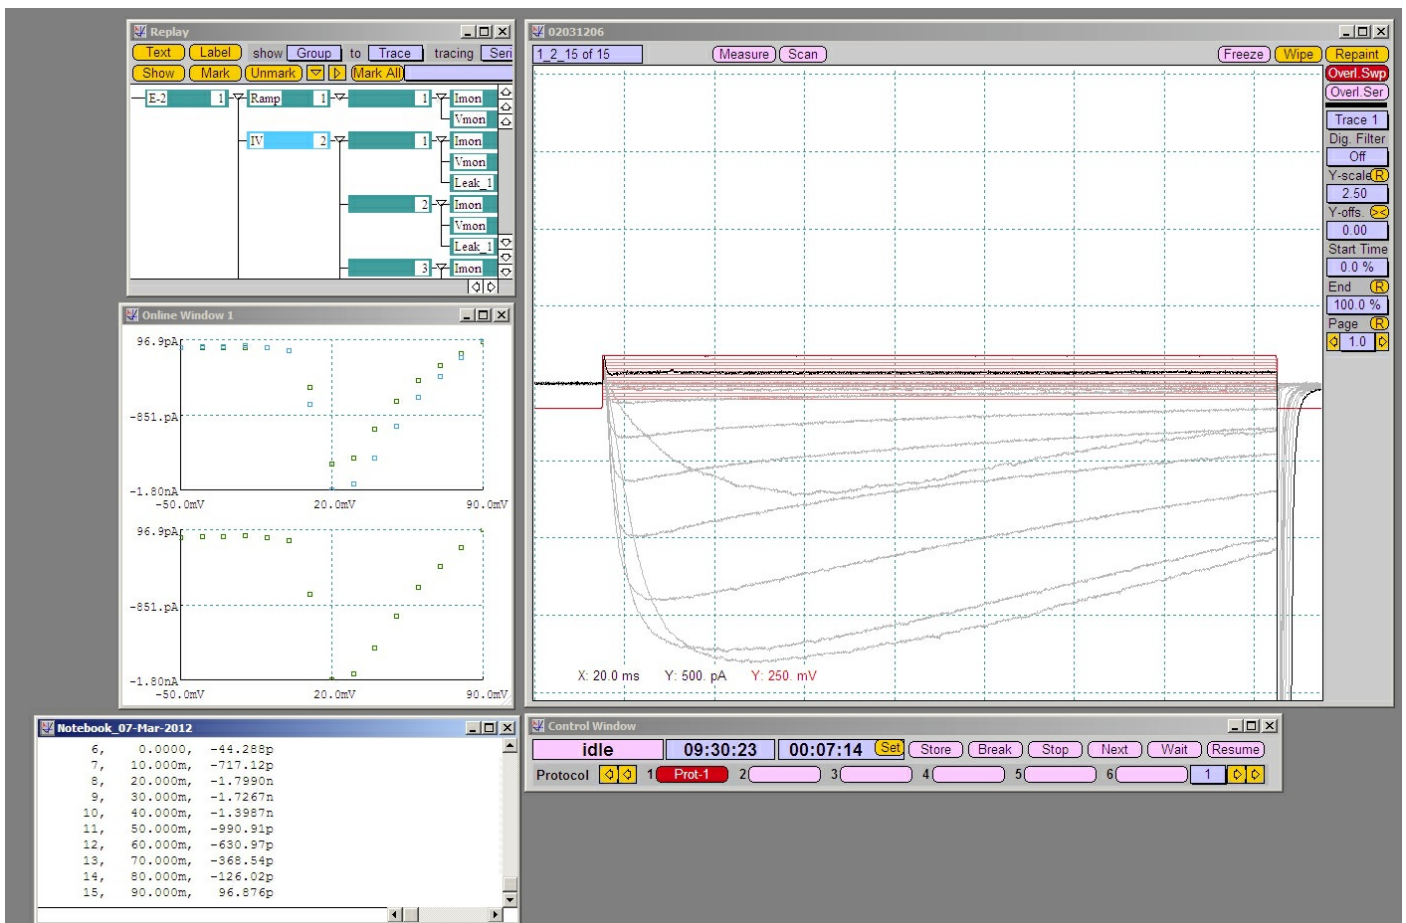 Replay
Text Label show Group to Trace tracing Seri
Show Mark Unmark Mark All
E-2 1 Ramp 1 1 Imon
Vmon
IV 2 1 Imon
Vmon
Leak_1
2 Imon
Vmon
Leak_1
3 Imon
02031206
1_2_15 of 15 Measure Scan Freeze Wipe Repaint
Overl.Swp
Overl.Ser
Trace 1
Dig. Filter
Off
Y-scale R
2.50
Y-offs. ><
0.00
Start Time
0.0 %
End R
100.0 %
Page R
1.0
X: 20.0 ms Y: 500. pA Y: 250. mV
Online Window 1
96.9pA
-851.pA
-1.80nA
-50.0mV 20.0mV 90.0mV
96.9pA
-851.pA
-1.80nA
-50.0mV 20.0mV 90.0mV
Notebook_07-Mar-2012
6, 0.0000, -44.288p
7, 10.000m, -717.12p
8, 20.000m, -1.7990n
9, 30.000m, -1.7267n
10, 40.000m, -1.3987n
11, 50.000m, -990.91p
12, 60.000m, -630.97p
13, 70.000m, -368.54p
14, 80.000m, -126.02p
15, 90.000m, 96.876p
Control Window
idle 09:30:23 00:07:14 Set Store Break Stop Next Wait Resume
Protocol 1 Prot-1 2 3 4 5 6 1